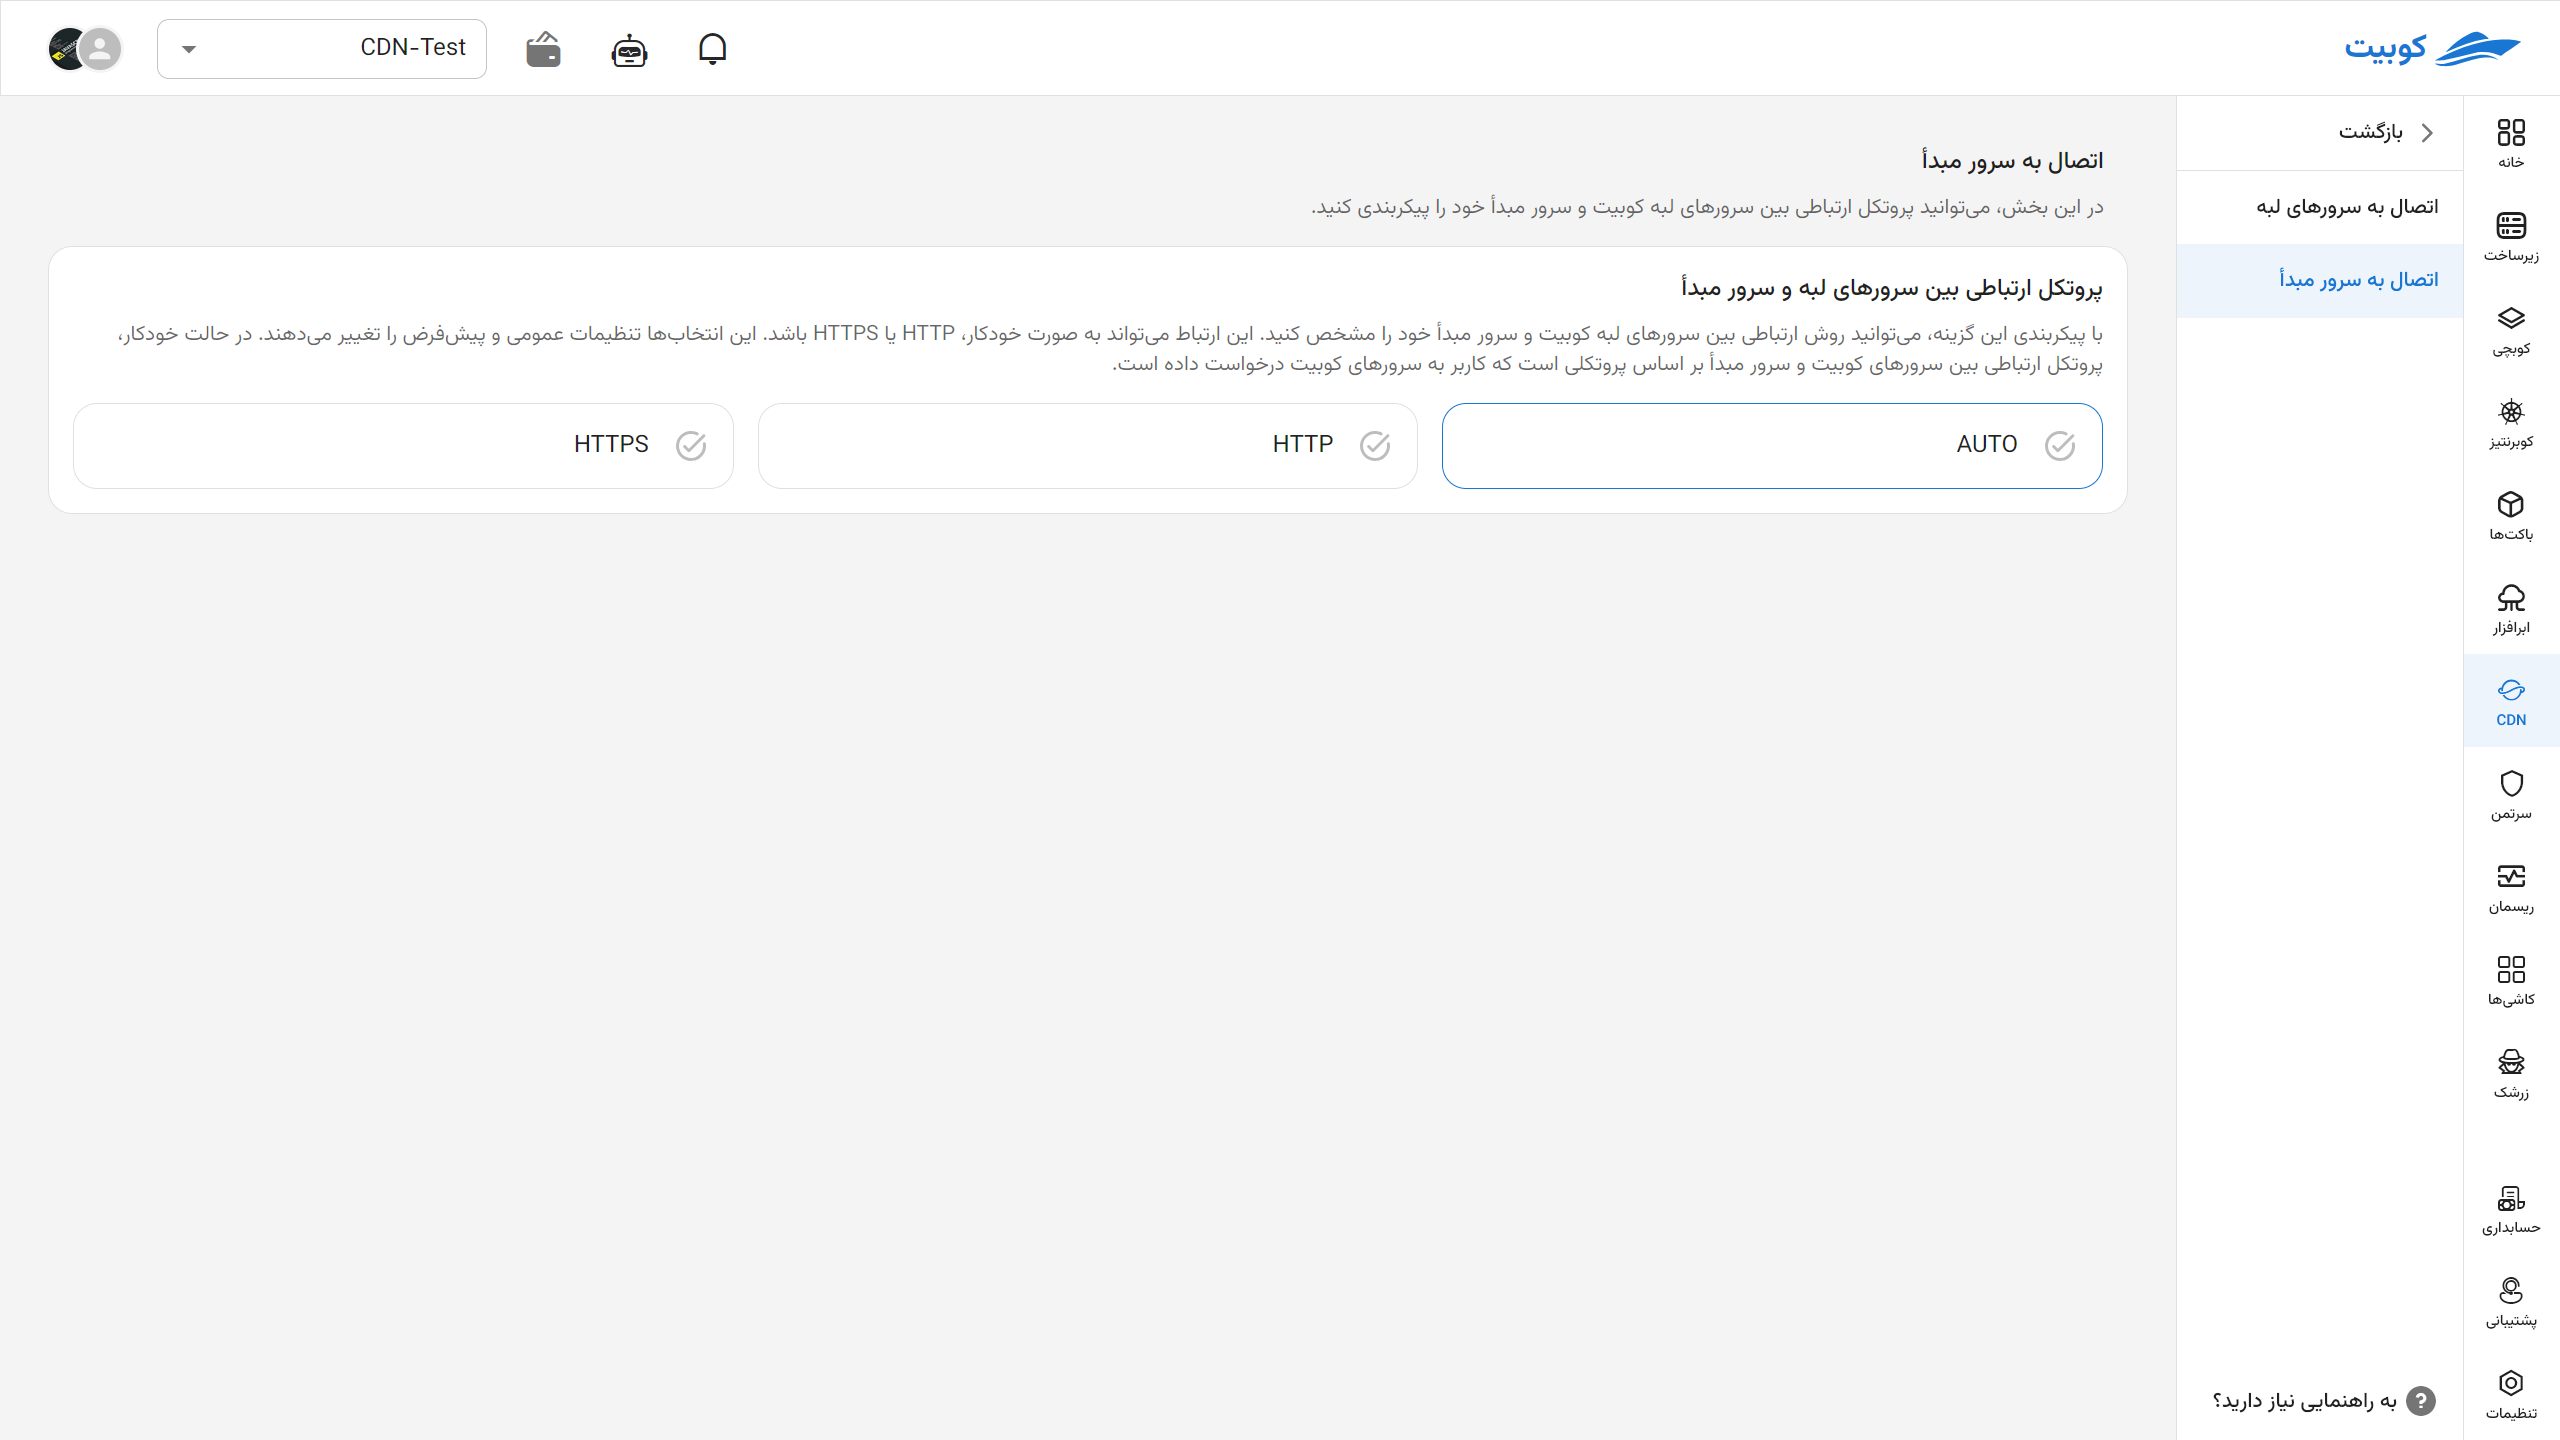 کوبیت
CDN-Test
خانه
زیرساخت
کوبچی
کوبرنتیز
باکت‌ها
ابرافزار
CDN
سرتمن
ریسمان
کاشی‌ها
زرشک
حسابداری
پشتیبانی
تنظیمات
بازگشت
اتصال به سرورهای لبه
اتصال به سرور مبدأ
به راهنمایی نیاز دارید؟
اتصال به سرور مبدأ
در این بخش، می‌توانید پروتکل ارتباطی بین سرورهای لبه کوبیت و سرور مبدأ خود را پیکربندی کنید.
پروتکل ارتباطی بین سرورهای لبه و سرور مبدأ
با پیکربندی این گزینه، می‌توانید روش ارتباطی بین سرورهای لبه کوبیت و سرور مبدأ خود را مشخص کنید. این ارتباط می‌تواند به صورت خودکار، HTTP یا HTTPS باشد. این انتخاب‌ها تنظیمات عمومی و پیش‌فرض را تغییر می‌دهند. در حالت خودکار،
پروتکل ارتباطی بین سرورهای کوبیت و سرور مبدأ بر اساس پروتکلی است که کاربر به سرورهای کوبیت درخواست داده است.
AUTO
HTTP
HTTPS